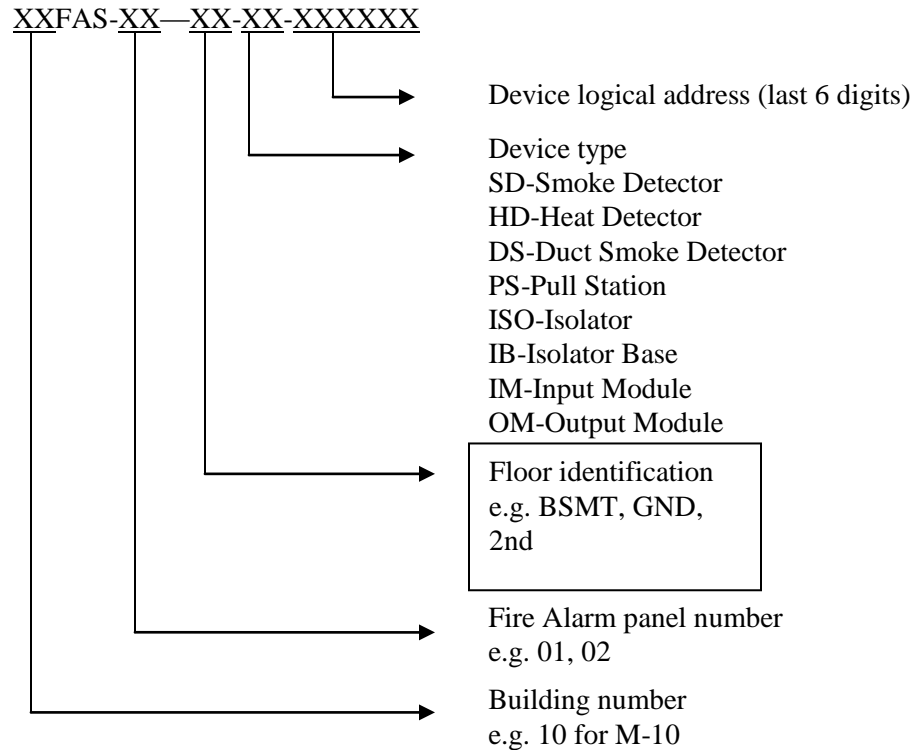 XXFAS-XX—XX-XX-XXXXXX
Device logical address (last 6 digits)
Device type
SD-Smoke Detector
HD-Heat Detector
DS-Duct Smoke Detector
PS-Pull Station
ISO-Isolator
IB-Isolator Base
IM-Input Module
OM-Output Module
Floor identification
e.g. BSMT, GND,
2nd
Fire Alarm panel number
e.g. 01, 02
Building number
e.g. 10 for M-10